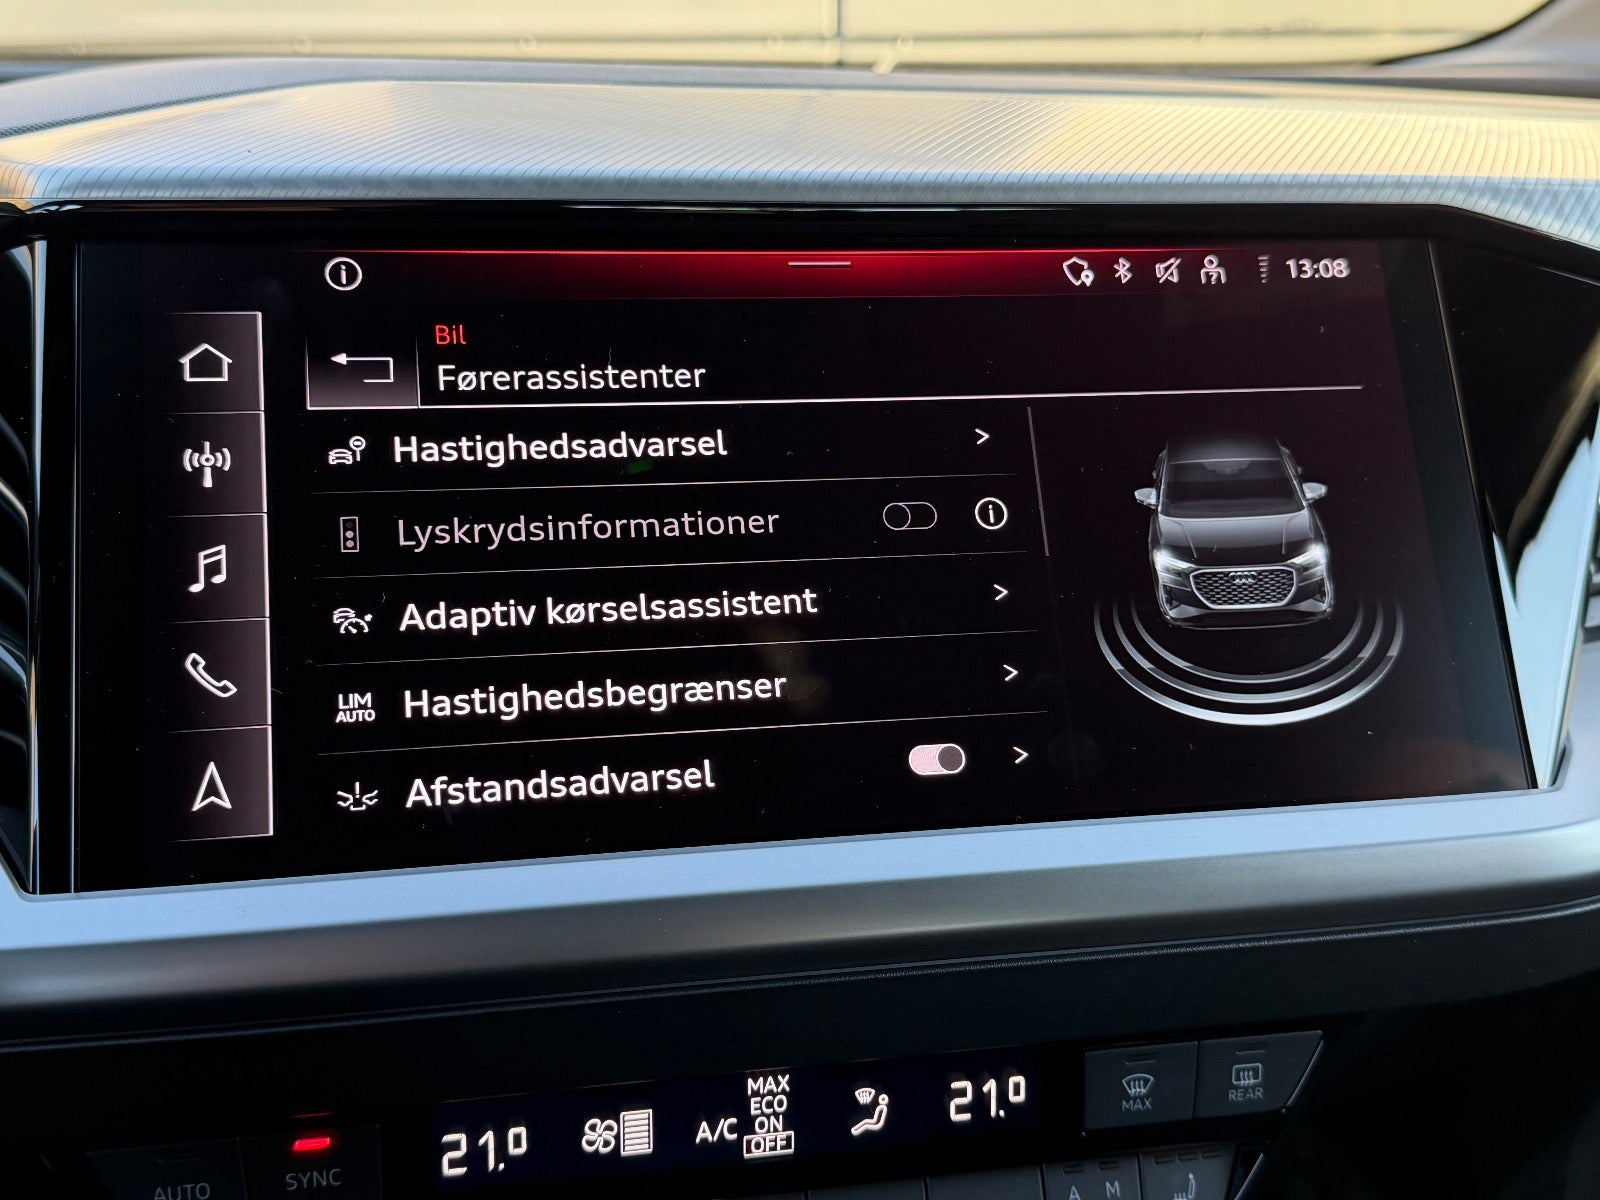 13:08
Bil
Førerassistenter
Hastighedsadvarsel
Lyskrydsinformationer
Adaptiv kørselsassistent
LIM
AUTO
Hastighedsbegrænser
Afstandsadvarsel
21.0
A/C
MAX
ECO
ON
OFF
21.0
MAX
REAR
AUTO
SYNC
A M